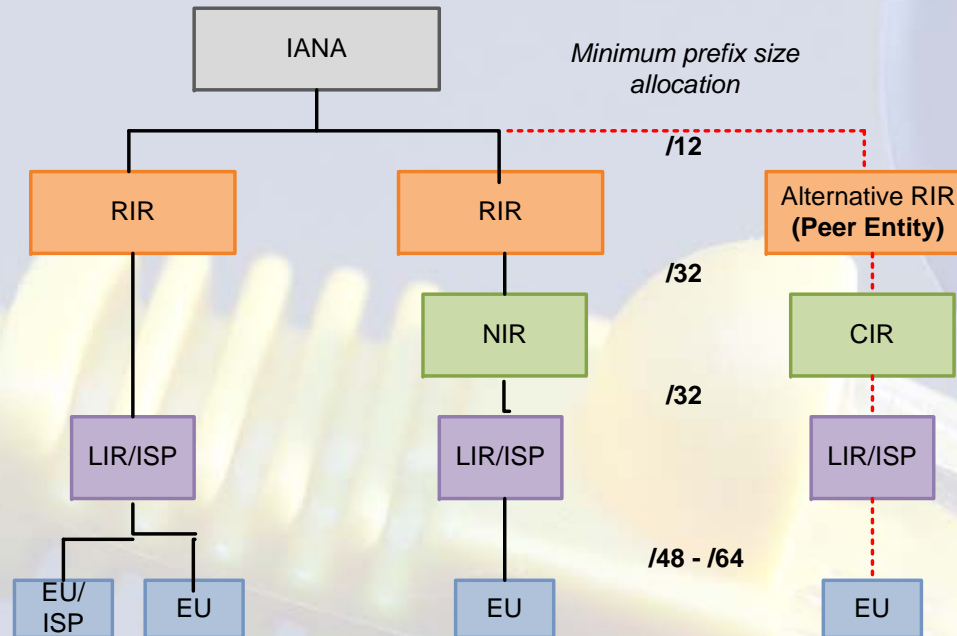 IANA
Minimum prefix size
allocation
/12
RIR
RIR
Alternative RIR
(Peer Entity)
/32
NIR
CIR
/32
LIR/ISP
LIR/ISP
LIR/ISP
/48 - /64
EU/
ISP
EU
EU
EU